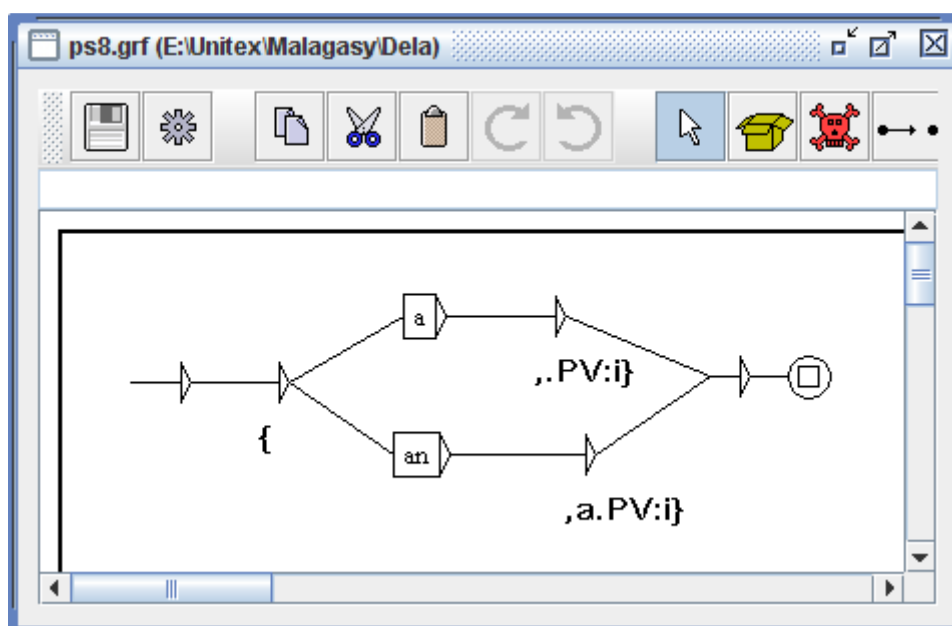 ps8.grf (E:\Unitex\Malagasy\Dela)
a
,.PV:i}
{
an
,a.PV:i}